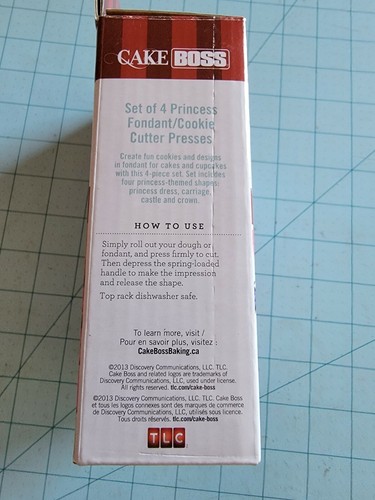 CAKE BOSS
Set of 4 Princess
Fondant/Cookie
Cutter Presses
Create fun cookies and designs
in fondant for cakes and cupcakes
with this 4-piece set. Set includes
four princess-themed shapes:
princess dress, carriage,
castle and crown.
HOW TO USE
Simply roll out your dough or
fondant, and press firmly to cut.
Then depress the spring-loaded
handle to make the impression
and release the shape.
Top rack dishwasher safe.
To learn more, visit /
Pour en savoir plus, visitez :
CakeBossBaking.ca
©2013 Discovery Communications, LLC. TLC.
Cake Boss and related logos are trademarks of
Discovery Communications, LLC, used under license.
All rights reserved. tlc.com/cake-boss
©2013 Discovery Communications, LLC. TLC. Cake Boss
et tous les logos connexes sont des marques de commerce
de Discovery Communications, LLC, utilisés sous licence.
Tous droits réservés. tlc.com/cake-boss
TLC